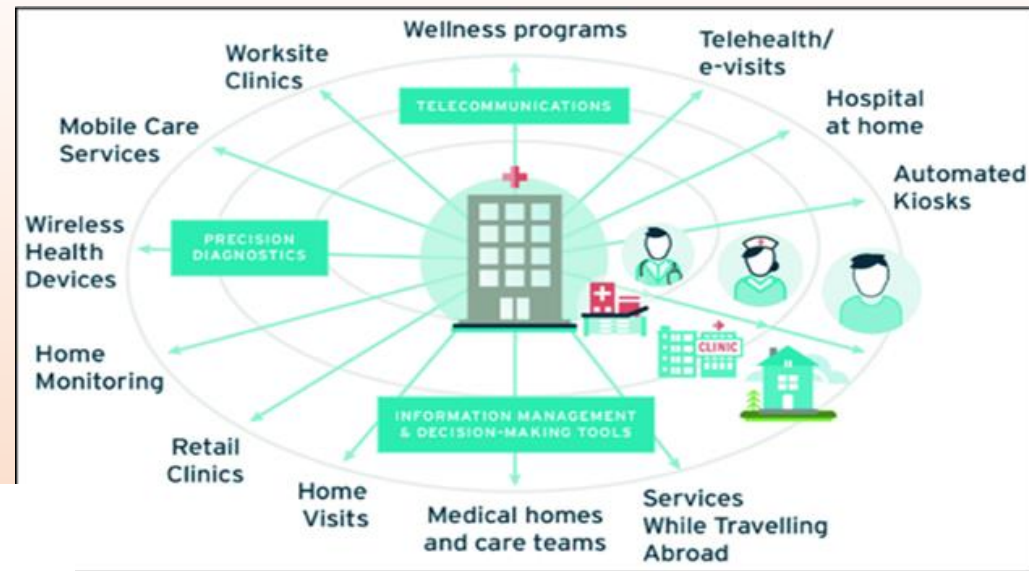 Wellness programs
Telehealth/
e-visits
Worksite
Clinics
TELECOMMUNICATIONS
Hospital
at home
Mobile Care
Services
Automated
Kiosks
Wireless
Health
Devices
PRECISION
DIAGNOSTICS
CLINIC
Home
Monitoring
INFORMATION MANAGEMENT
& DECISION-MAKING TOOLS
Retail
Clinics
Home
Visits
Medical homes
and care teams
Services
While Travelling
Abroad